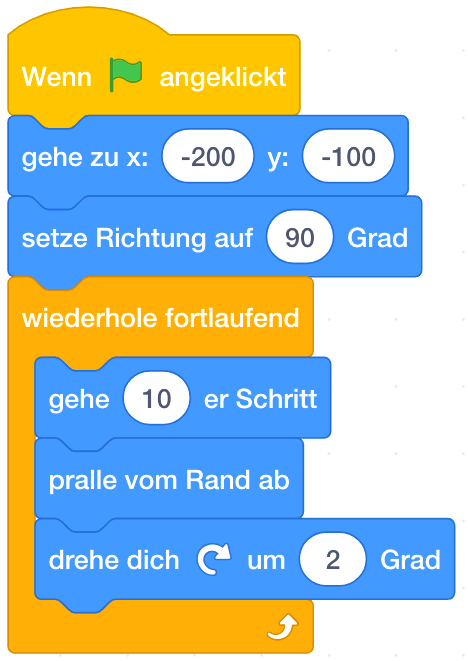 Wenn angeklickt
gehe zu x: -200 y: -100
setze Richtung auf 90 Grad
wiederhole fortlaufend
gehe 10 er Schritt
pralle vom Rand ab
drehe dich um 2 Grad